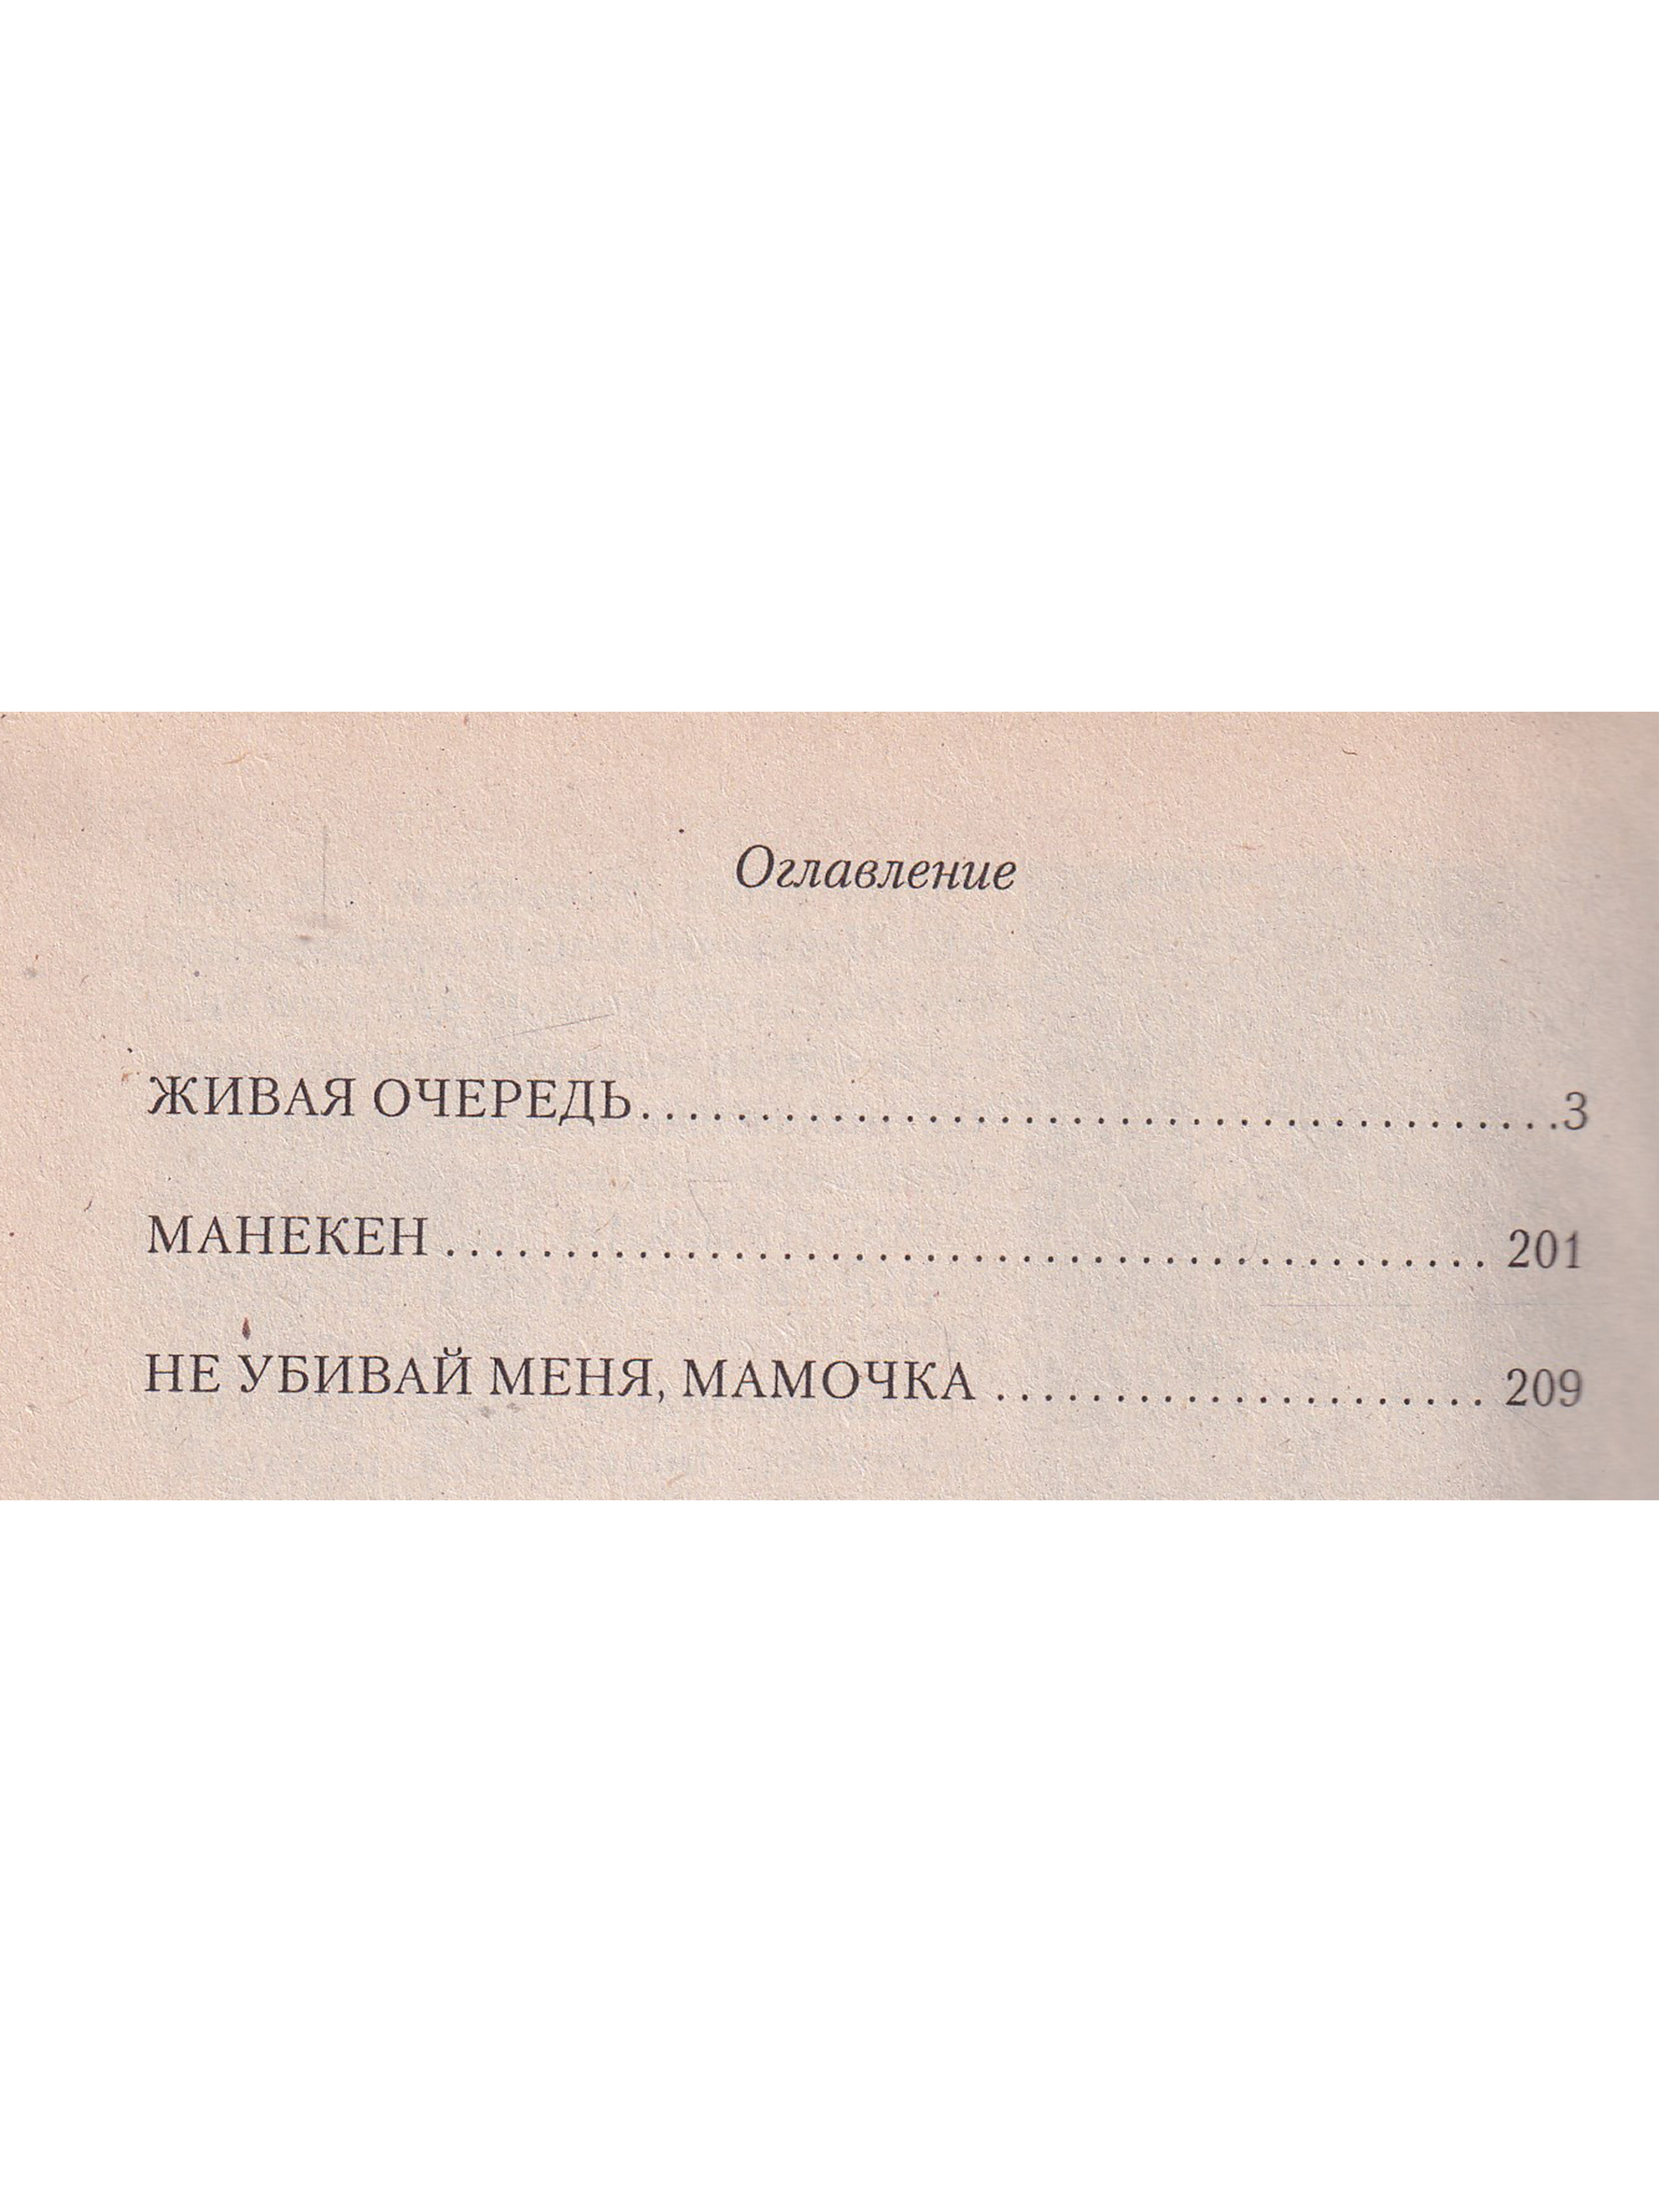 Оглавление
ЖИВАЯ ОЧЕРЕДЬ.......................................3
МАНЕКЕН............................................ 201
НЕ УБИВАЙ МЕНЯ, МАМОЧКА ..................... 209